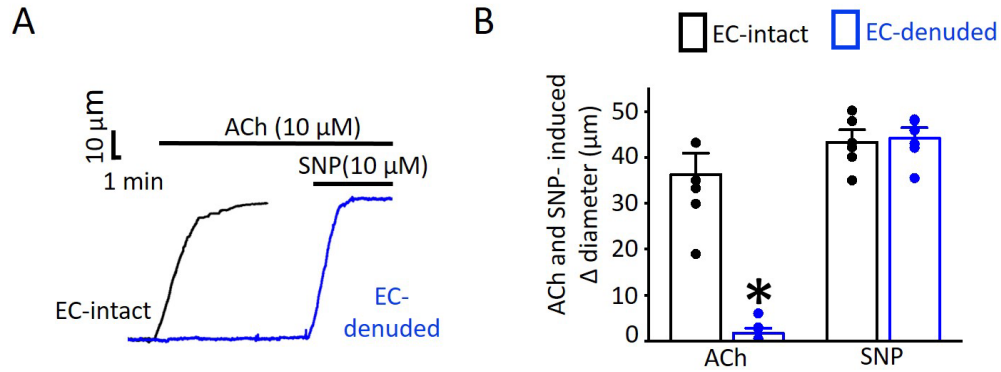 A
10 µm
1 min
ACh (10 µM)
SNP(10 µM)
EC-intact
EC-
denuded
B
EC-intact
EC-denuded
ACh and SNP- induced
Δ diameter (µm)
50
40
30
20
10
0
*
ACh
SNP